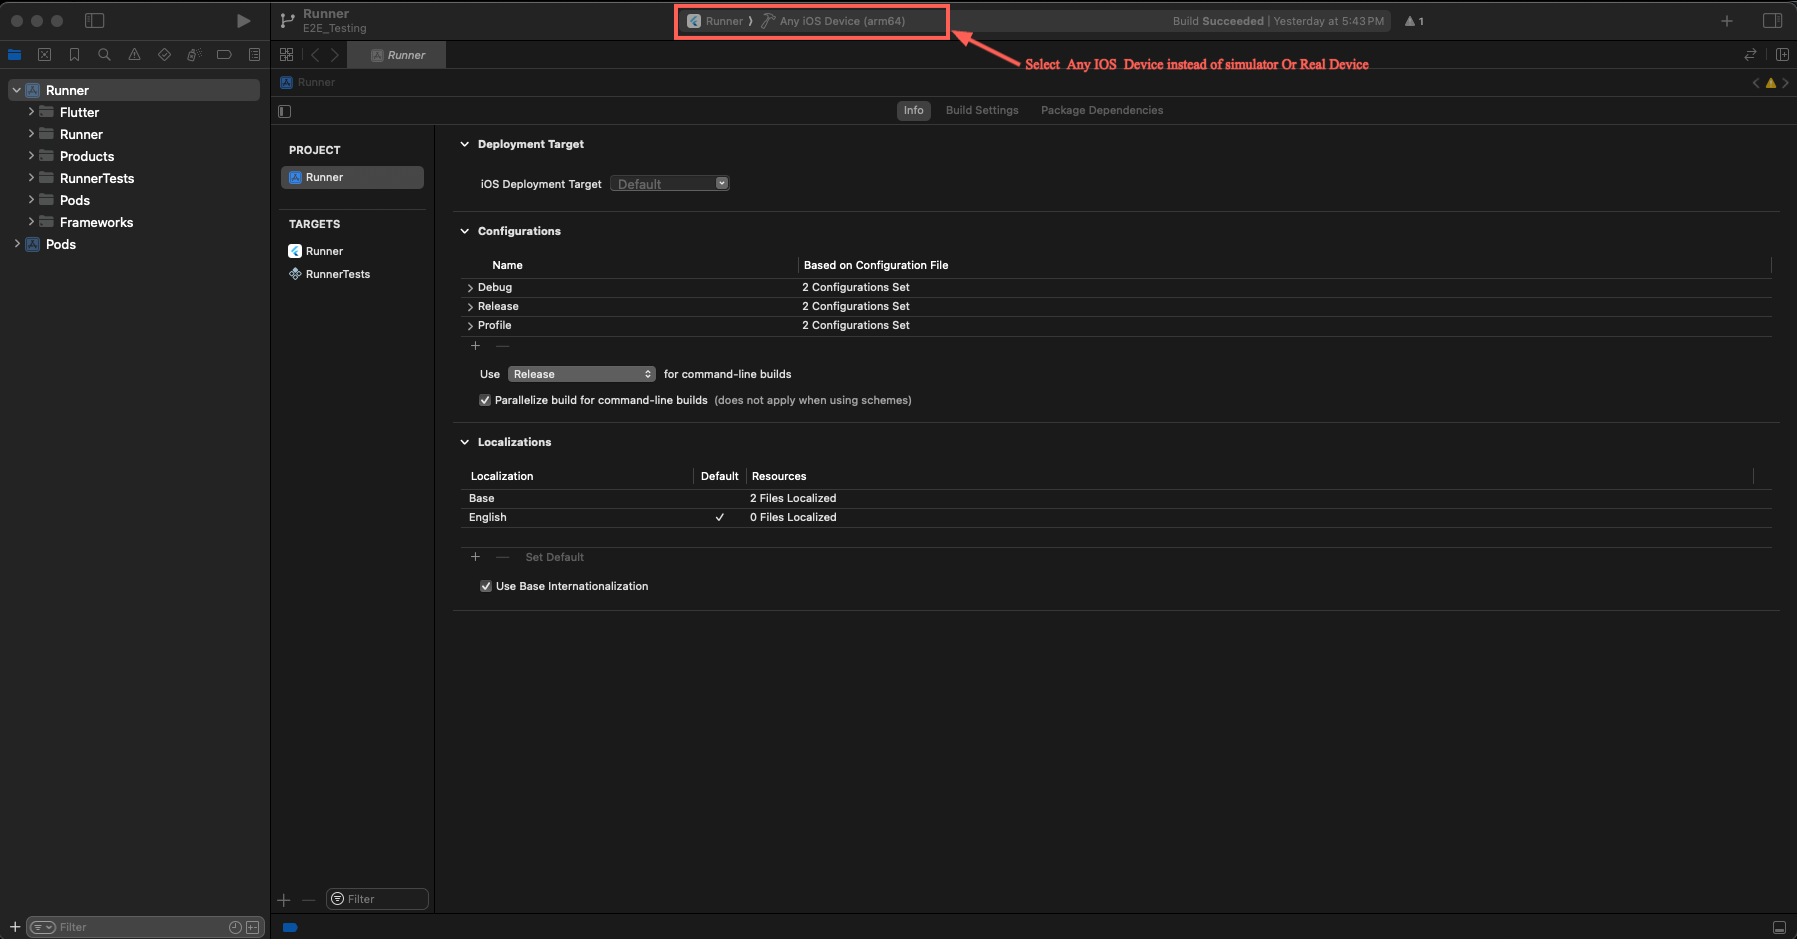 Runner
E2E_Testing
Runner
Any iOS Device (arm64)
Build Succeeded | Yesterday at 5:43 PM
1
Runner
Select Any IOS Device instead of simulator Or Real Device
Runner
Runner
Flutter
Runner
Products
RunnerTests
Pods
Frameworks
Pods
Info
Build Settings
Package Dependencies
PROJECT
Runner
TARGETS
Runner
RunnerTests
Deployment Target
iOS Deployment Target
Default
Configurations
Name
Based on Configuration File
Debug
2 Configurations Set
Release
2 Configurations Set
Profile
2 Configurations Set
Use
Release
for command-line builds
Parallelize build for command-line builds (does not apply when using schemes)
Localizations
Localization
Default
Resources
Base
2 Files Localized
English
0 Files Localized
Set Default
Use Base Internationalization
Filter
Filter